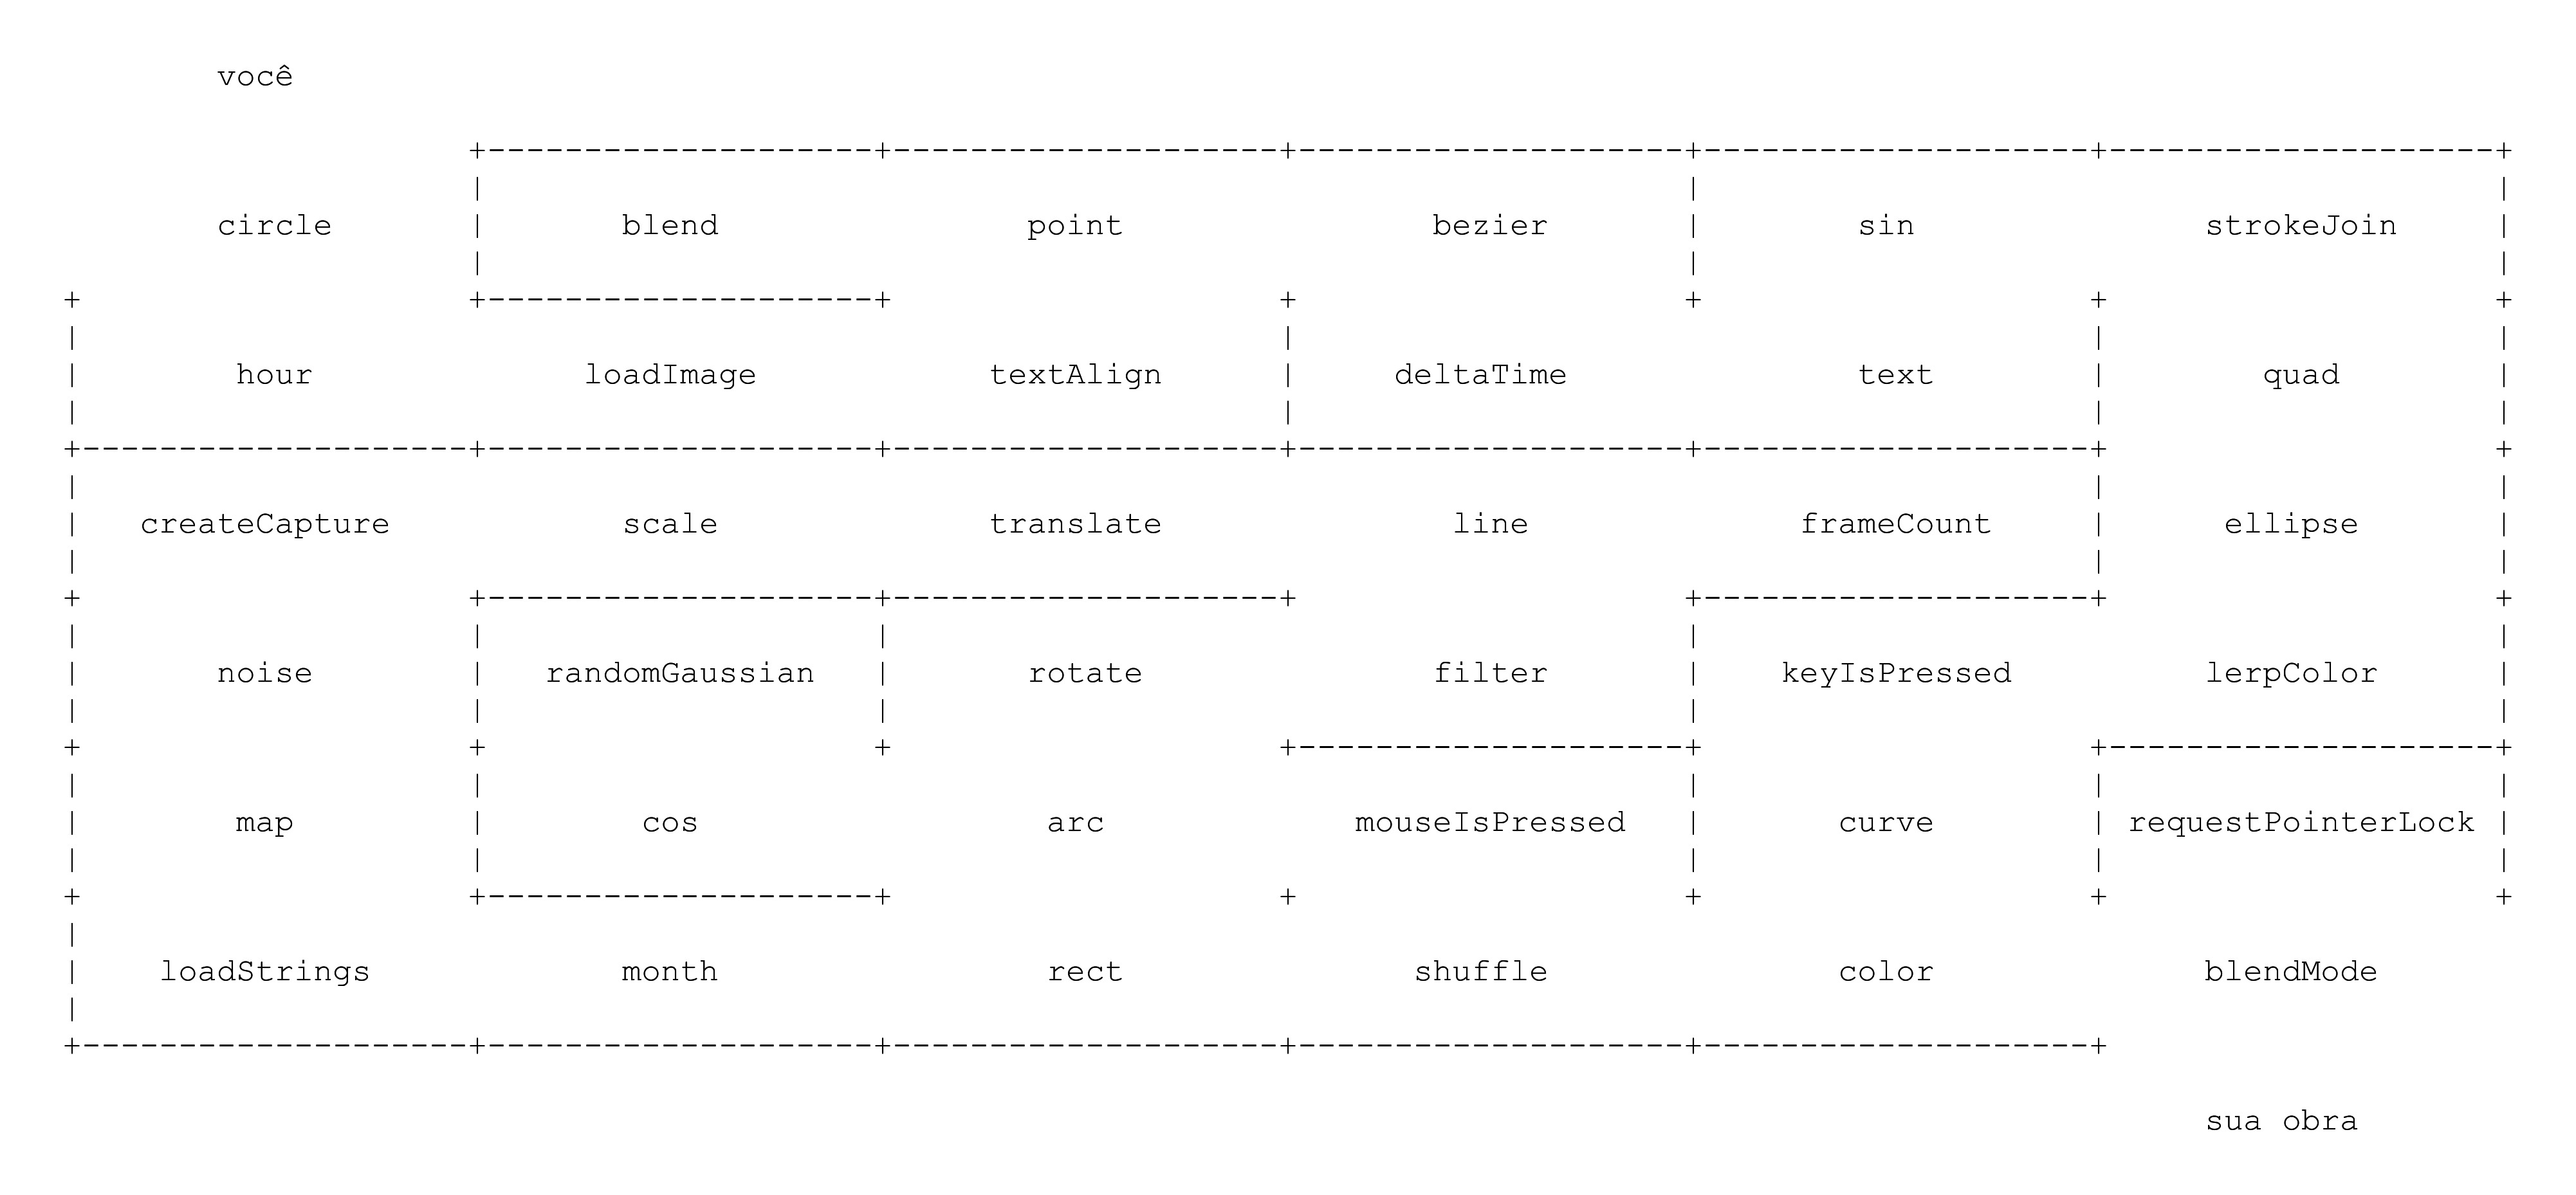 você
circle blend point bezier sin strokeJoin
hour loadImage textAlign deltaTime text quad
createCapture scale translate line frameCount ellipse
noise randomGaussian rotate filter keyIsPressed lerpColor
map cos arc mouseIsPressed curve requestPointerLock
loadStrings month rect shuffle color blendMode
sua obra